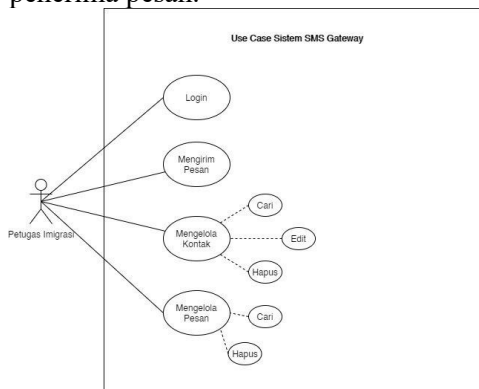 penerima pesan.
Use Case Sistem SMS Gateway
Login
Mengirim
Pesan
Petugas Imigrasi
Mengelola
Kontak
Cari
Edit
Hapus
Mengelola
Pesan
Cari
Hapus